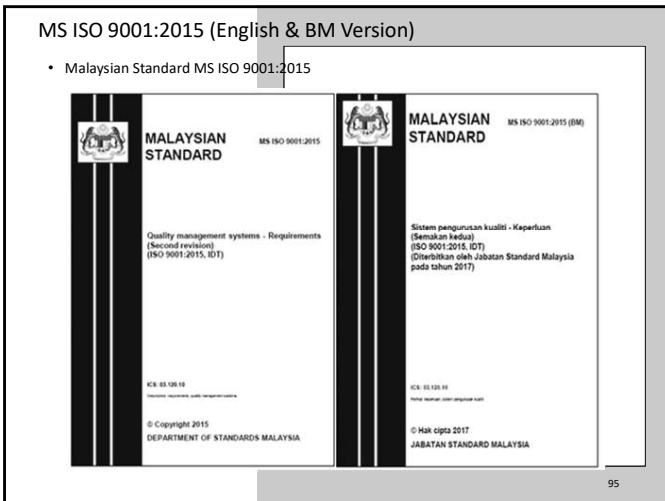 MS ISO 9001:2015 (English & BM Version)
• Malaysian Standard MS ISO 9001:2015
MALAYSIAN
STANDARD
MS ISO 9001:2015
Quality management systems - Requirements
(Second revision)
(ISO 9001:2015, IDT)
ICS: 03.120.10
© Copyright 2015
DEPARTMENT OF STANDARDS MALAYSIA
MALAYSIAN
STANDARD
MS ISO 9001:2015 (BM)
Sistem pengurusan kualiti - Keperluan
(Semakan kedua)
(ISO 9001:2015, IDT)
(Diterbitkan oleh Jabatan Standard Malaysia
pada tahun 2017)
ICS: 03.120.10
© Hak cipta 2017
JABATAN STANDARD MALAYSIA
95